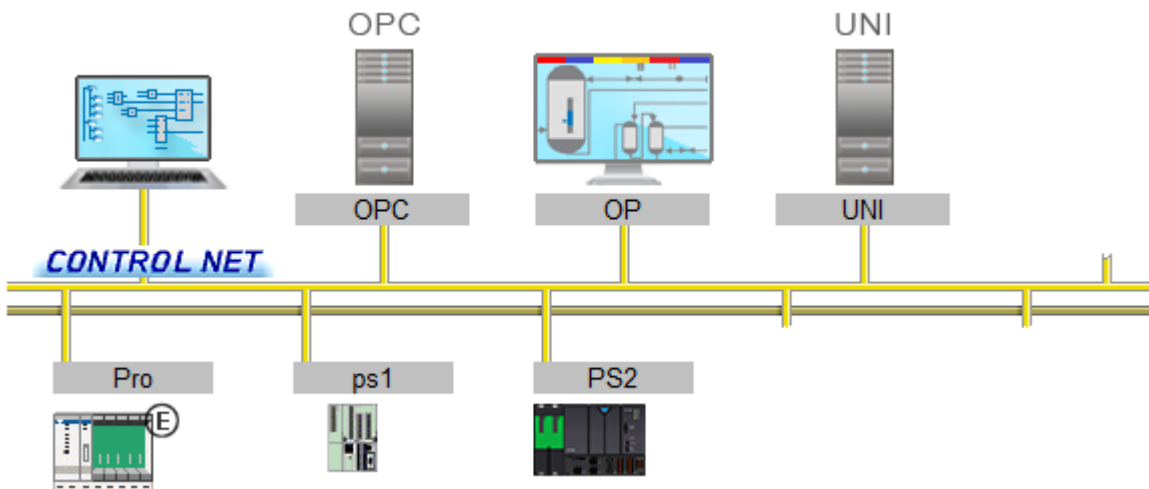 OPC
UNI
OPC
OP
UNI
CONTROL NET
Pro
ps1
PS2
E